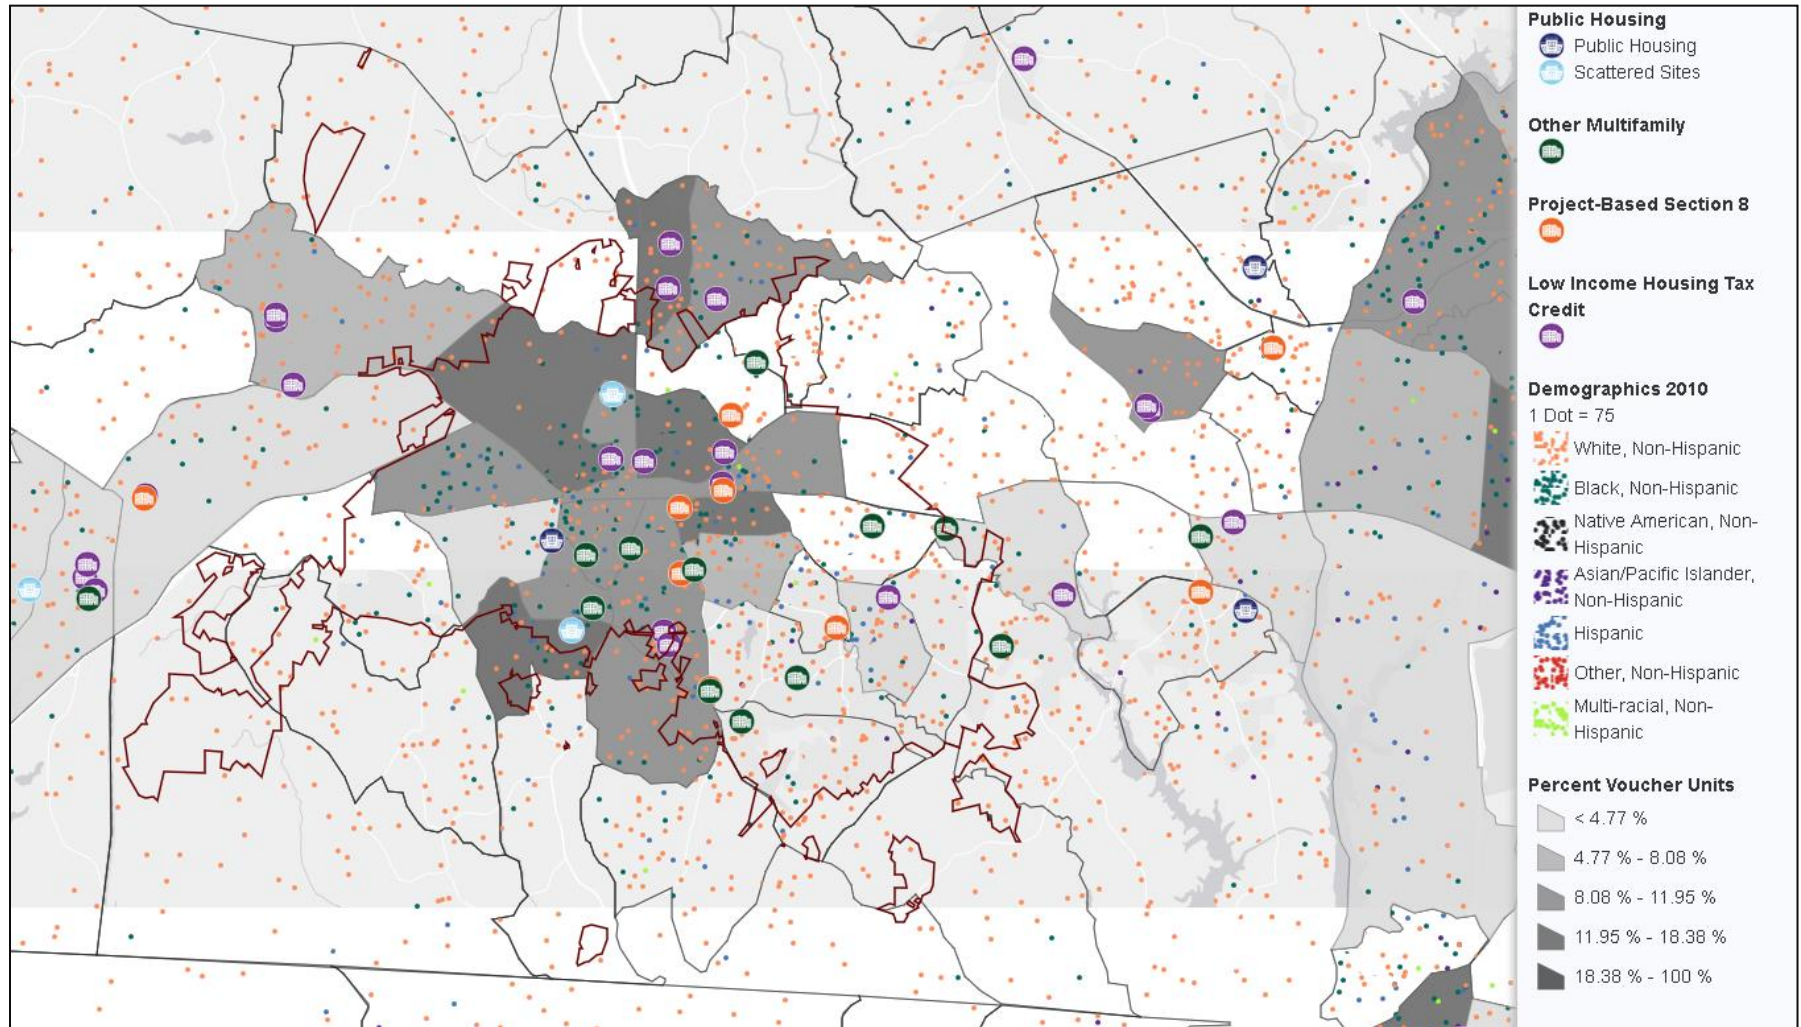 Public Housing
Public Housing
Scattered Sites
Other Multifamily
Project-Based Section 8
Low Income Housing Tax
Credit
Demographics 2010
1 Dot = 75
White, Non-Hispanic
Black, Non-Hispanic
Native American, Non-
Hispanic
Asian/Pacific Islander,
Non-Hispanic
Hispanic
Other, Non-Hispanic
Multi-racial, Non-
Hispanic
Percent Voucher Units
< 4.77 %
4.77 % - 8.08 %
8.08 % - 11.95 %
11.95 % - 18.38 %
18.38 % - 100 %